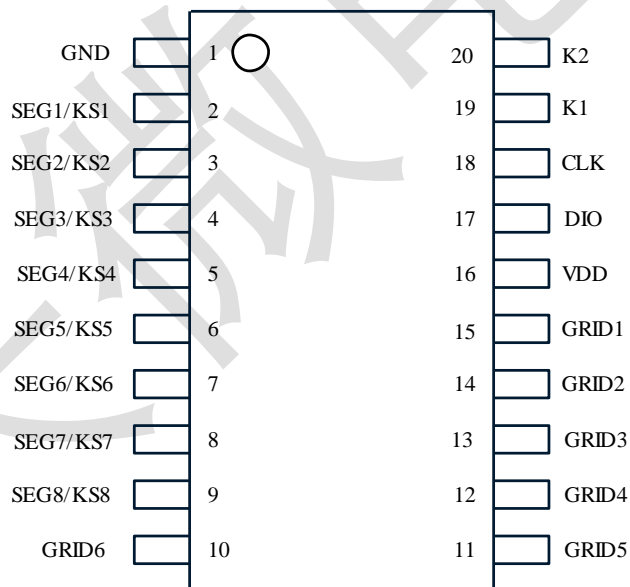 GND 1 20 K2
SEG1/KS1 2 19 K1
SEG2/KS2 3 18 CLK
SEG3/KS3 4 17 DIO
SEG4/KS4 5 16 VDD
SEG5/KS5 6 15 GRID1
SEG6/KS6 7 14 GRID2
SEG7/KS7 8 13 GRID3
SEG8/KS8 9 12 GRID4
GRID6 10 11 GRID5
微